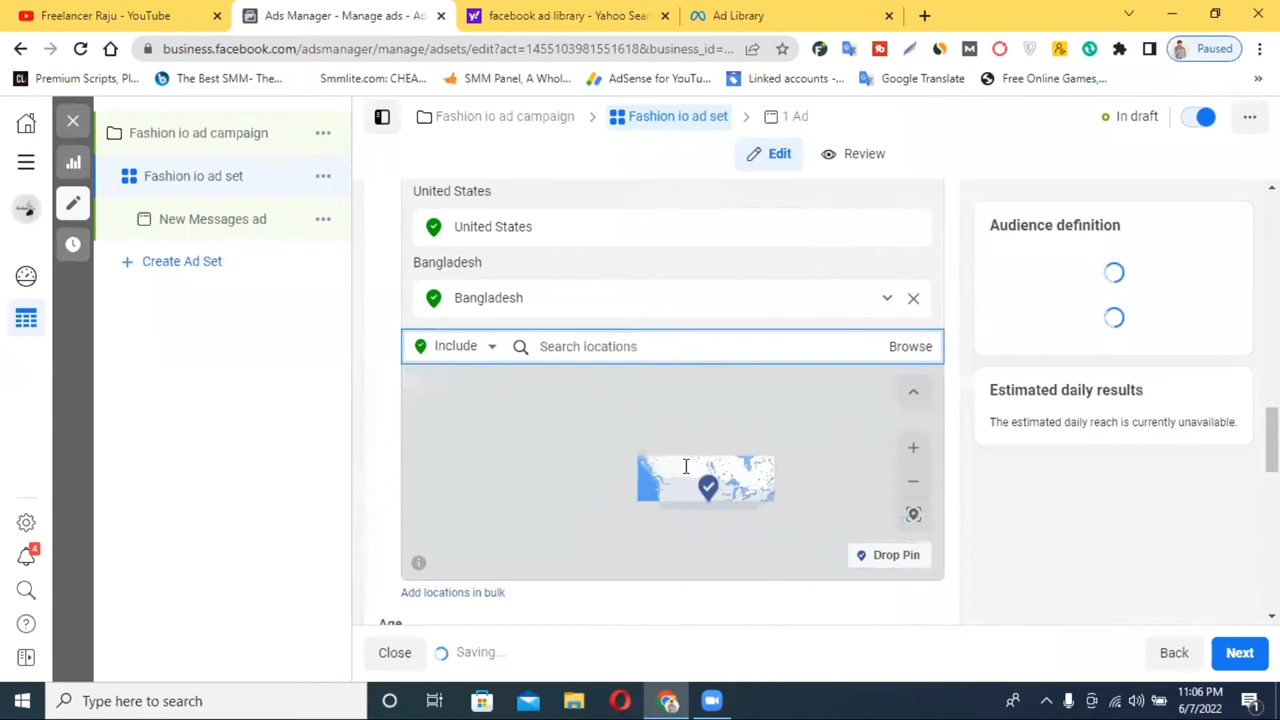 Freelancer Raju - YouTube
Ads Manager - Manage ads - Ad
facebook ad library - Yahoo Sear
Ad Library
business.facebook.com/adsmanager/manage/adsets/edit?act=14551039815516​18&business_id=...
Paused
Premium Scripts, Pl...
The Best SMM- The...
Smmlite.com: CHEA...
SMM Panel, A Whol...
AdSense for YouTu...
Linked accounts -...
Google Translate
Free Online Games,...
»
Fashion io ad campaign
Fashion io ad set
New Messages ad
+ Create Ad Set
4
Fashion io ad campaign > Fashion io ad set > 1 Ad
In draft
Edit
Review
United States
United States
Bangladesh
Bangladesh
Include
Search locations
Browse
Drop Pin
Add locations in bulk
Age
Audience definition
Estimated daily results
The estimated daily reach is currently unavailable.
Close
Saving...
Back
Next
Type here to search
11:06 PM
6/7/2022
1